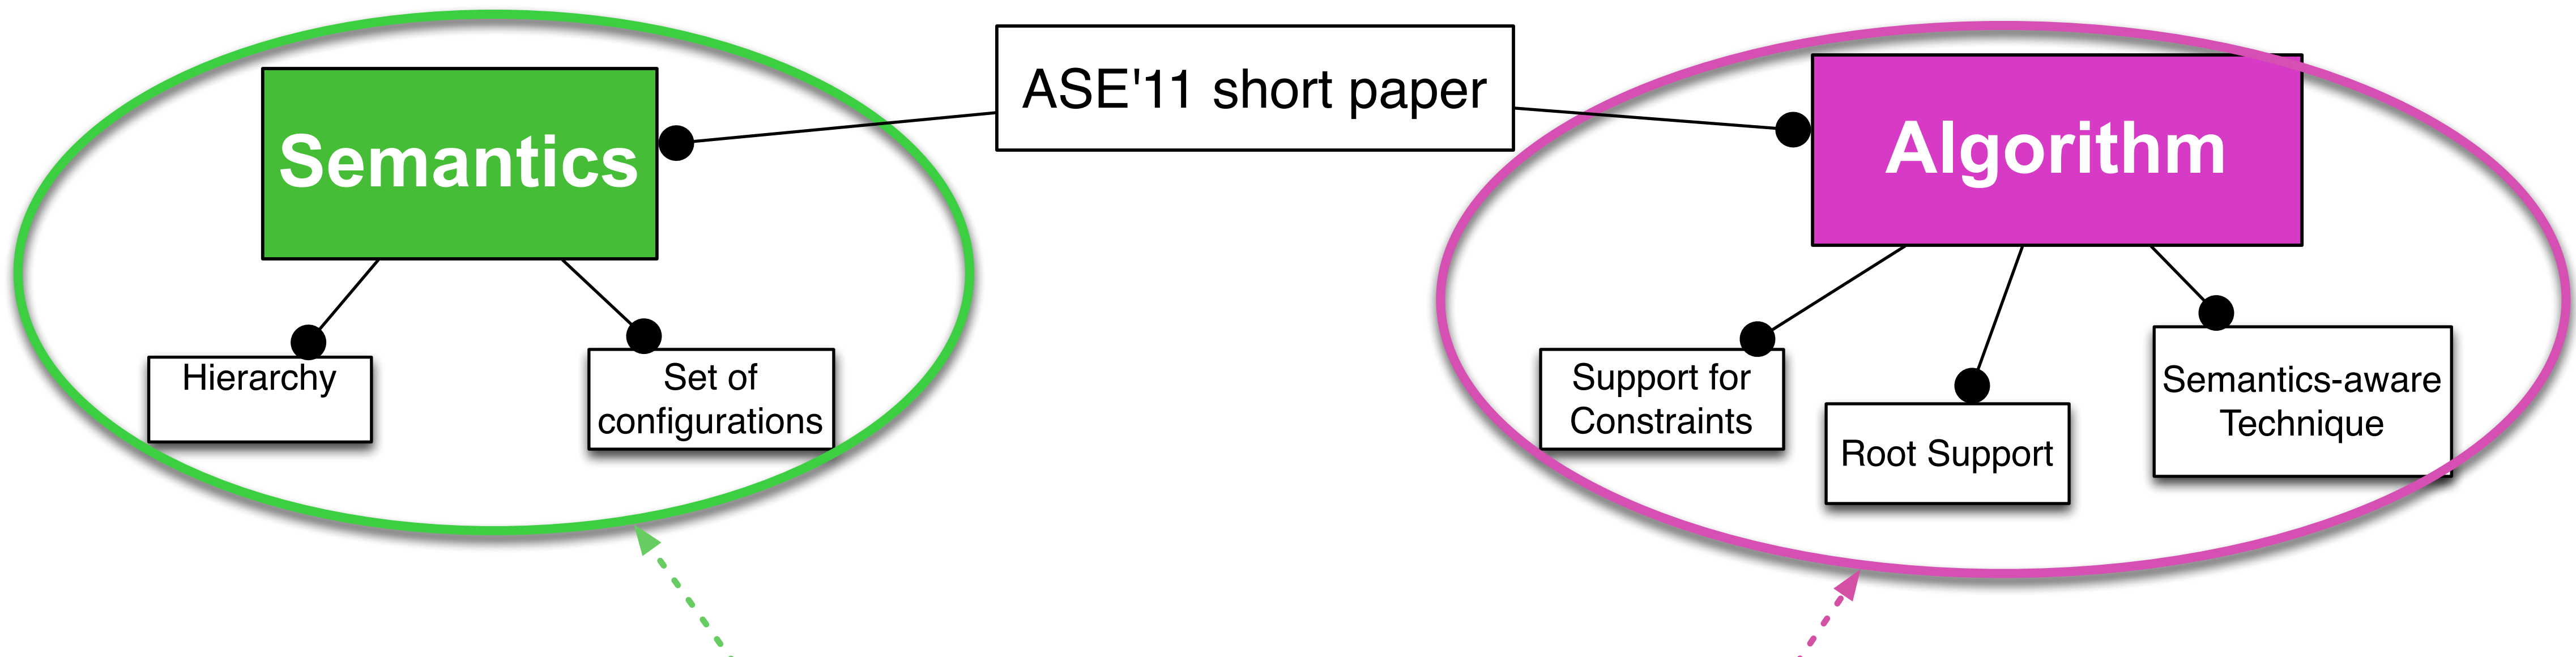 ASE'11 short paper
Semantics
Algorithm
Hierarchy
Set of
configurations
Support for
Constraints
Root Support
Semantics-aware
Technique